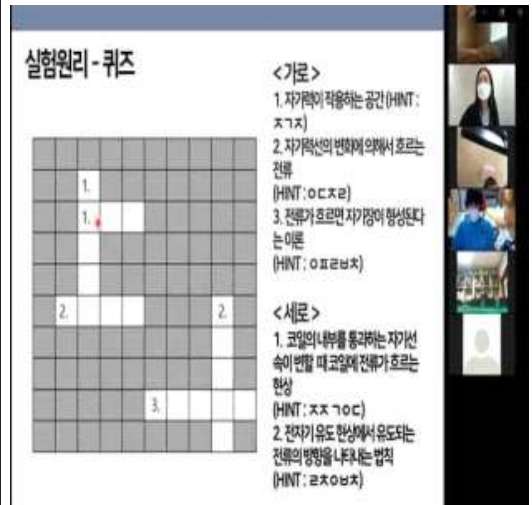 실험원리 - 퀴즈
1.
1.
2.
2.
3.
<가로>
1. 자기력이 작용하는 공간 (HINT :
ㅈㄱㅈ)
2. 자기력선의 변화에 의해서 흐르는
전류
(HINT : ㅇㄷㅈㄹ)
3. 전류가 흐르면 자기장이 형성된다
는 이론
(HINT : ㅇㅍㄹㅂㅊ)
<세로>
1. 코일의 내부를 통과하는 자기선
속이 변할 때 코일에 전류가 흐르는
현상
(HINT : ㅈㅈㄱㅇㄷ)
2. 전자기 유도 현상에서 유도되는
전류의 방향을 나타내는 법칙
(HINT : ㄹㅊㅇㅂㅊ)